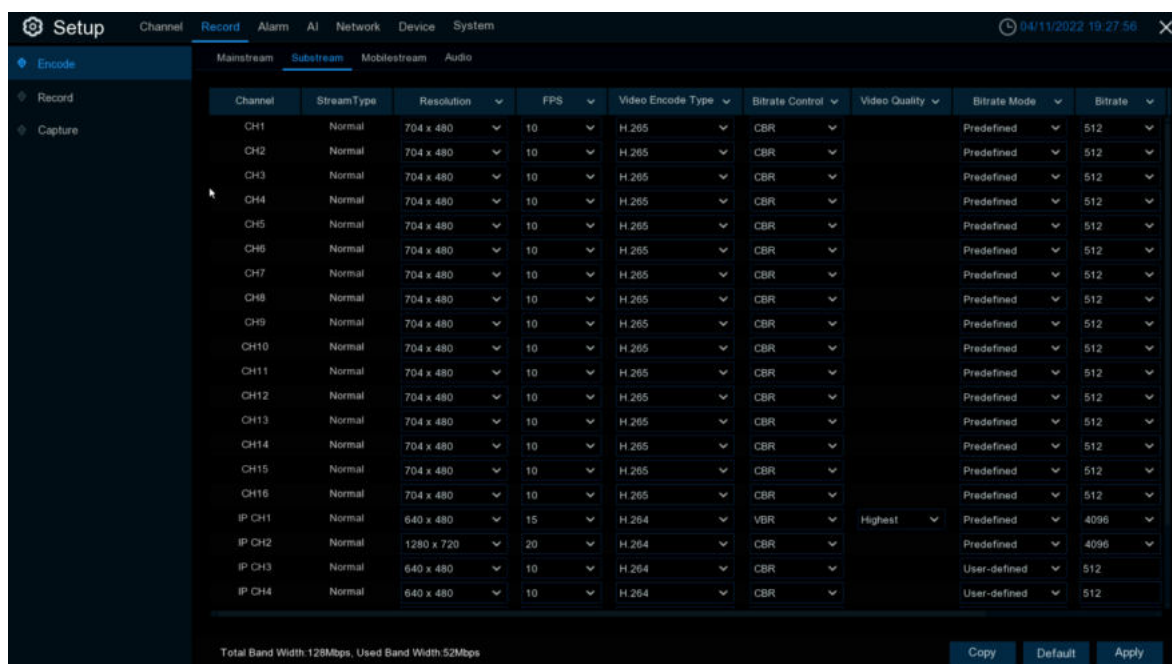 Setup Channel Record Alarm AI Network Device System 04/11/2022 19:27:56
Encode
Record
Capture
Mainstream Substream Mobilestream Audio
Channel StreamType Resolution FPS Video Encode Type Bitrate Control Video Quality Bitrate Mode Bitrate
CH1 Normal 704 x 480 10 H.265 CBR Predefined 512
CH2 Normal 704 x 480 10 H.265 CBR Predefined 512
CH3 Normal 704 x 480 10 H.265 CBR Predefined 512
CH4 Normal 704 x 480 10 H.265 CBR Predefined 512
CH5 Normal 704 x 480 10 H.265 CBR Predefined 512
CH6 Normal 704 x 480 10 H.265 CBR Predefined 512
CH7 Normal 704 x 480 10 H.265 CBR Predefined 512
CH8 Normal 704 x 480 10 H.265 CBR Predefined 512
CH9 Normal 704 x 480 10 H.265 CBR Predefined 512
CH10 Normal 704 x 480 10 H.265 CBR Predefined 512
CH11 Normal 704 x 480 10 H.265 CBR Predefined 512
CH12 Normal 704 x 480 10 H.265 CBR Predefined 512
CH13 Normal 704 x 480 10 H.265 CBR Predefined 512
CH14 Normal 704 x 480 10 H.265 CBR Predefined 512
CH15 Normal 704 x 480 10 H.265 CBR Predefined 512
CH16 Normal 704 x 480 10 H.265 CBR Predefined 512
IP CH1 Normal 640 x 480 15 H.264 VBR Highest Predefined 4096
IP CH2 Normal 1280 x 720 20 H.264 CBR Predefined 4096
IP CH3 Normal 640 x 480 10 H.264 CBR User-defined 512
IP CH4 Normal 640 x 480 10 H.264 CBR User-defined 512
Total Band Width:128Mbps, Used Band Width:52Mbps
Copy Default Apply